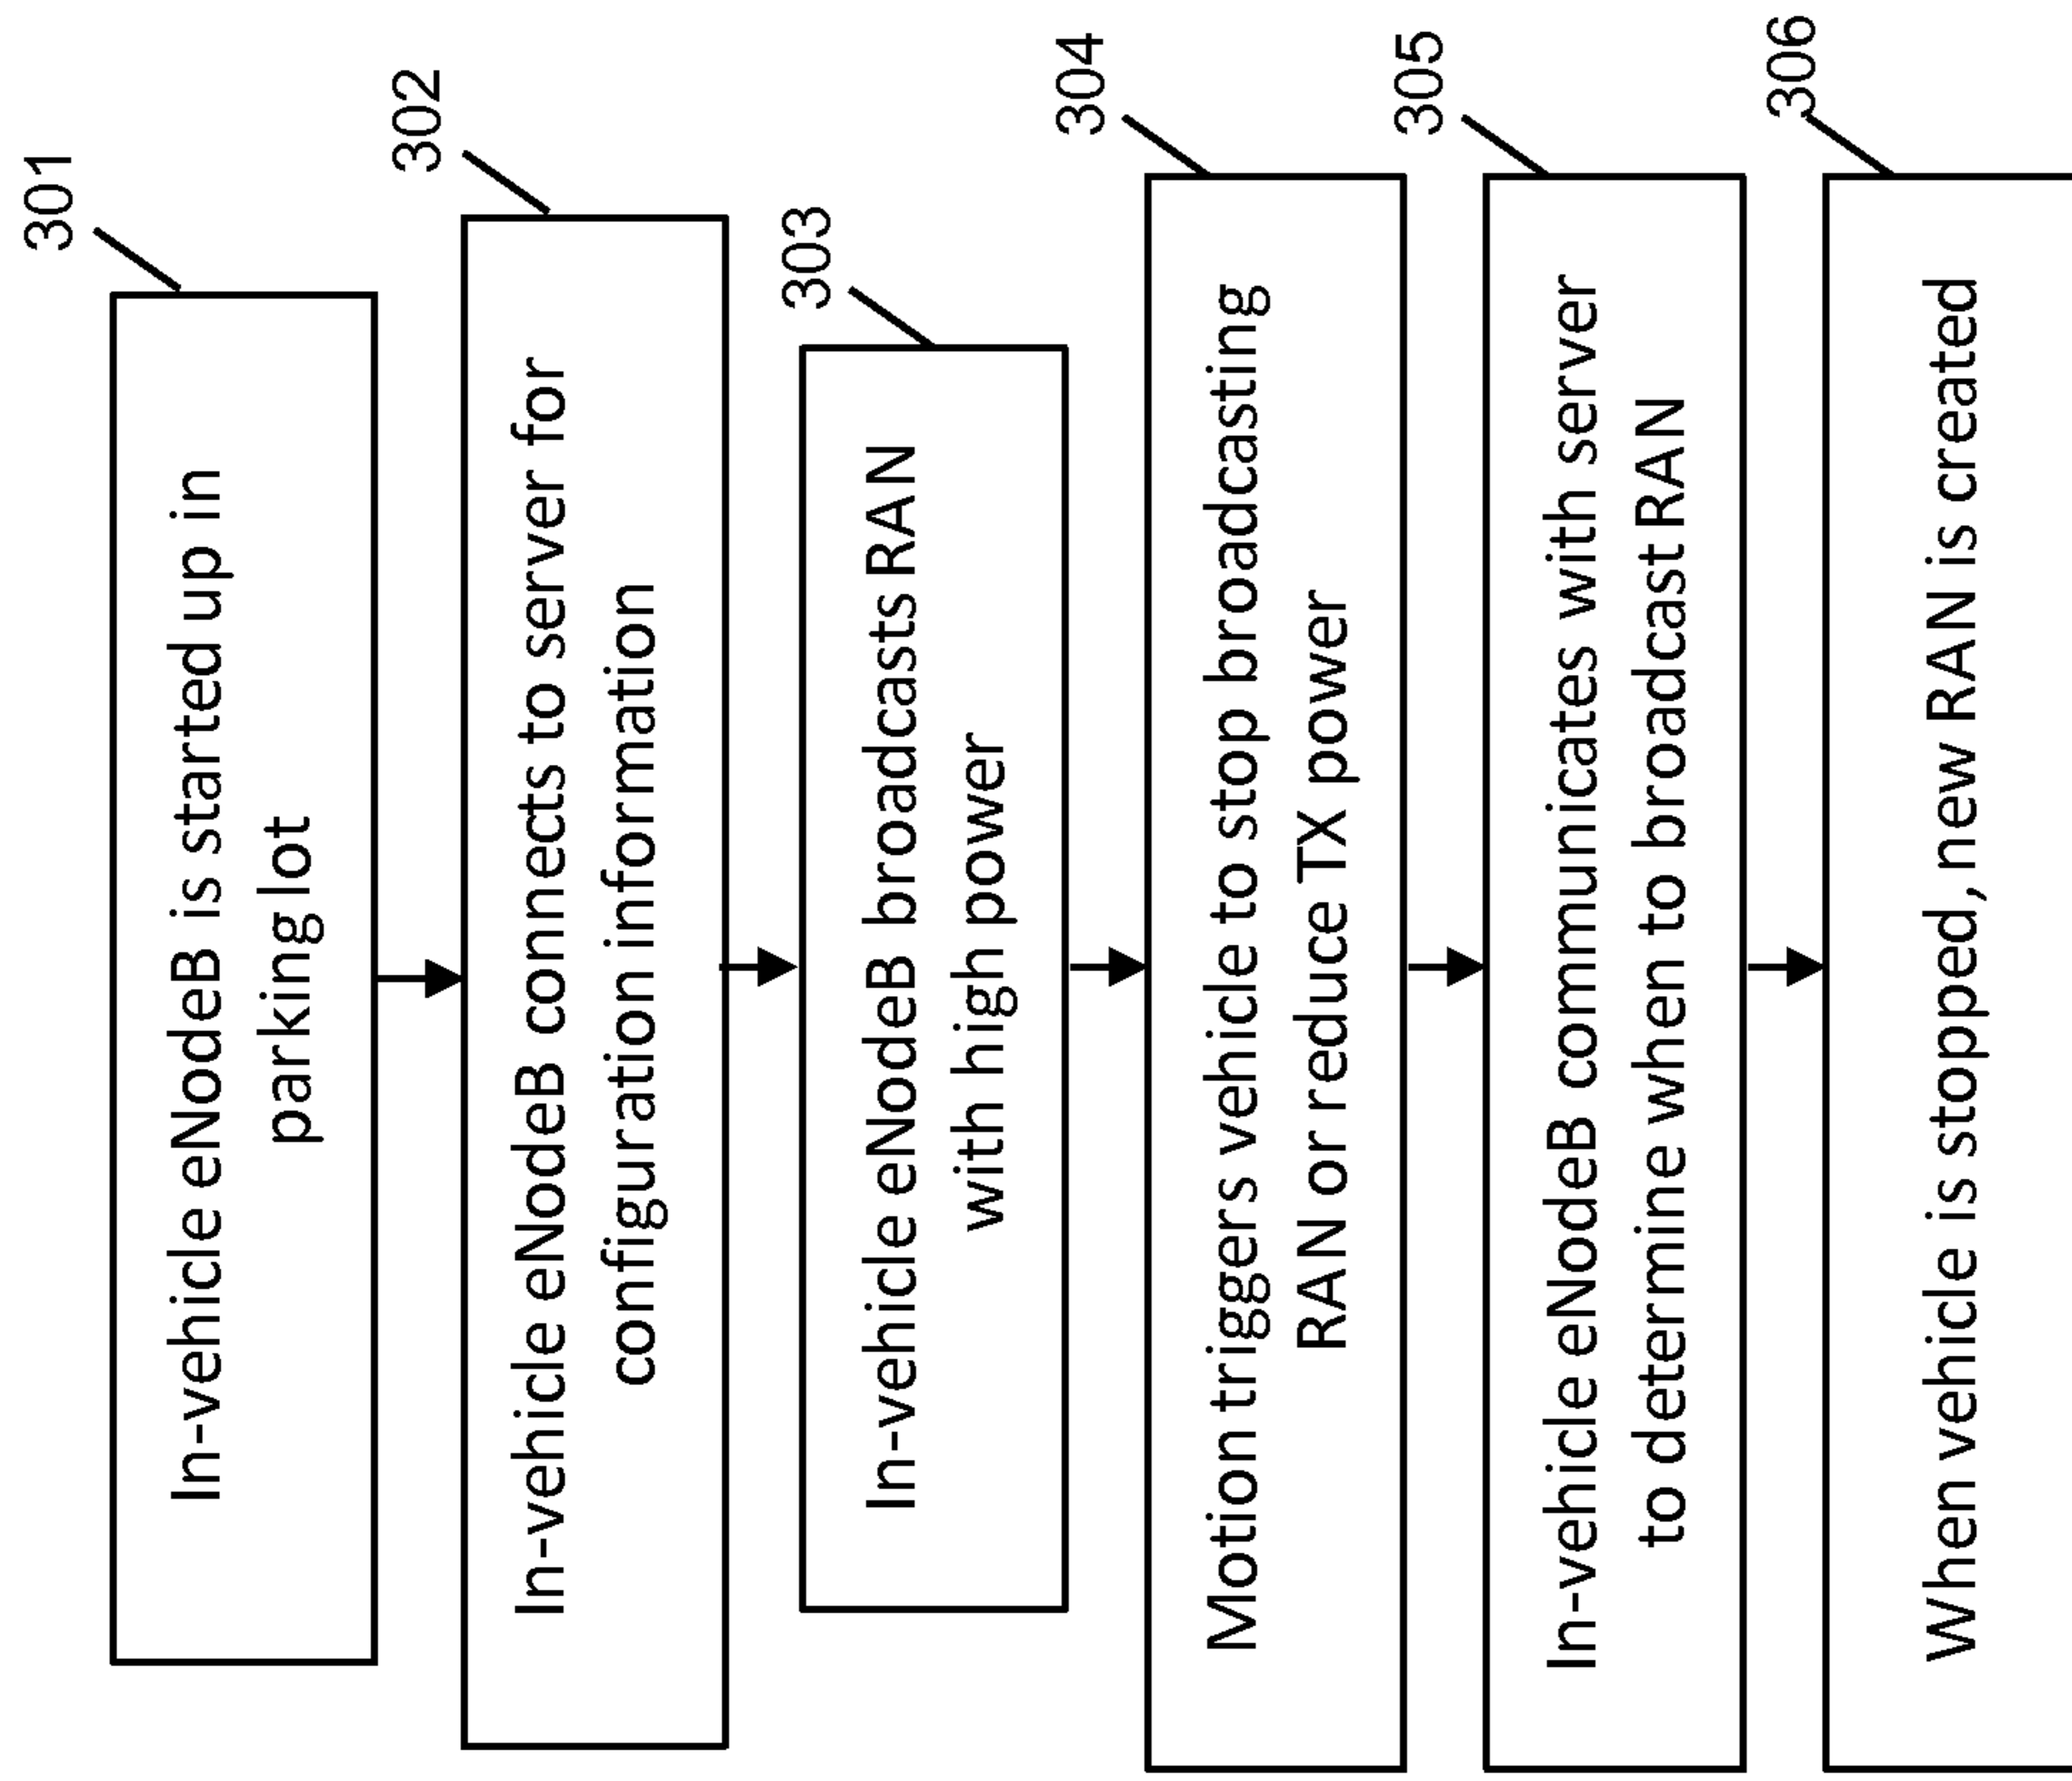 301
In-vehicle eNodeB is started up in
parking lot
302
In-vehicle eNodeB connects to server for
configuration information
303
In-vehicle eNodeB broadcasts RAN
with high power
304
Motion triggers vehicle to stop broadcasting
RAN or reduce TX power
305
In-vehicle eNodeB communicates with server
to determine when to broadcast RAN
306
When vehicle is stopped, new RAN is created